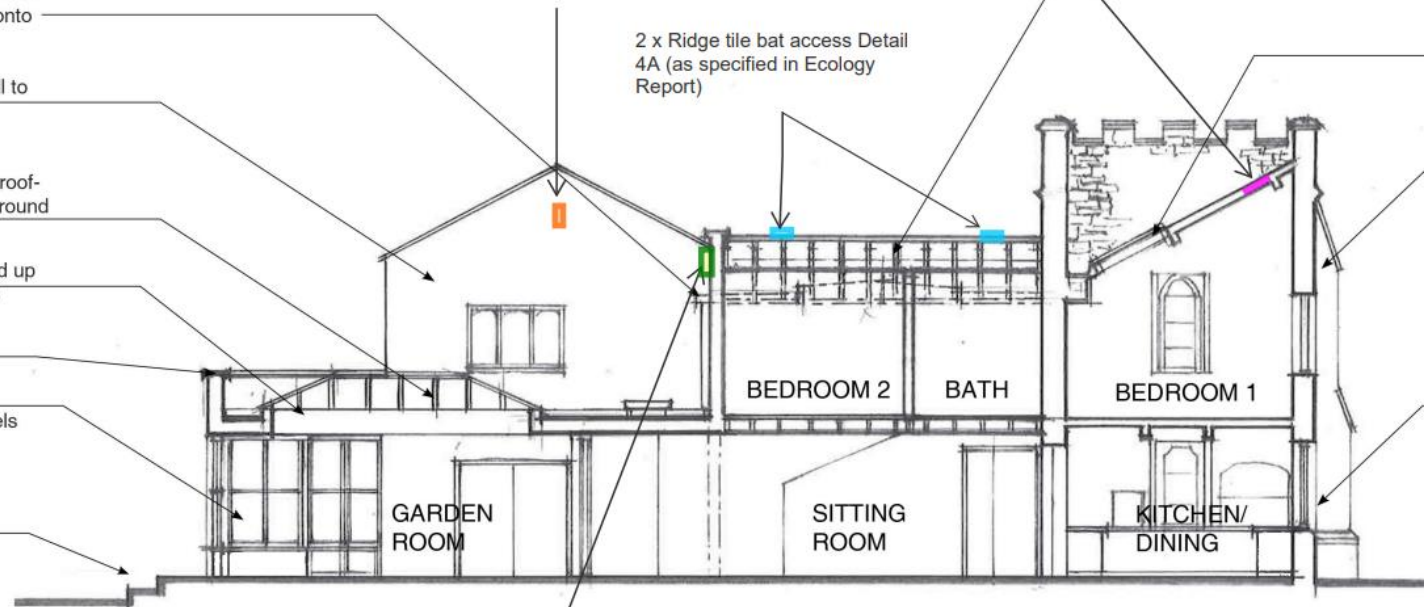 onto
ll to
roof-
round
d up
els
2 x Ridge tile bat access Detail
4A (as specified in Ecology
Report)
BEDROOM 2
BATH
BEDROOM 1
GARDEN
ROOM
SITTING
ROOM
KITCHEN/
DINING